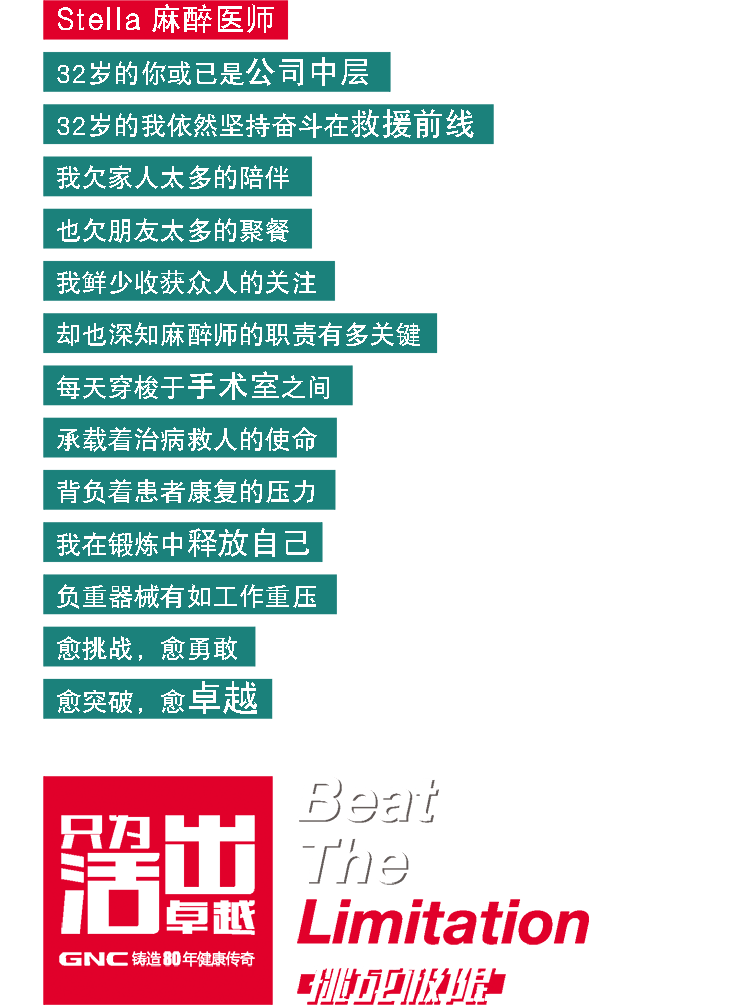 Stella 麻醉医师
32岁的你或已是公司中层
32岁的我依然坚持奋斗在救援前线
我欠家人太多的陪伴
也欠朋友太多的聚餐
我鲜少收获众人的关注
却也深知麻醉师的职责有多关键
每天穿梭于手术室之间
承载着治病救人的使命
背负着患者康复的压力
我在锻炼中释放自己
负重器械有如工作重压
愈挑战，愈勇敢
愈突破，愈卓越
只为
活出
卓越
GNC 铸造80年健康传奇
Beat
The
Limitation
挑战极限